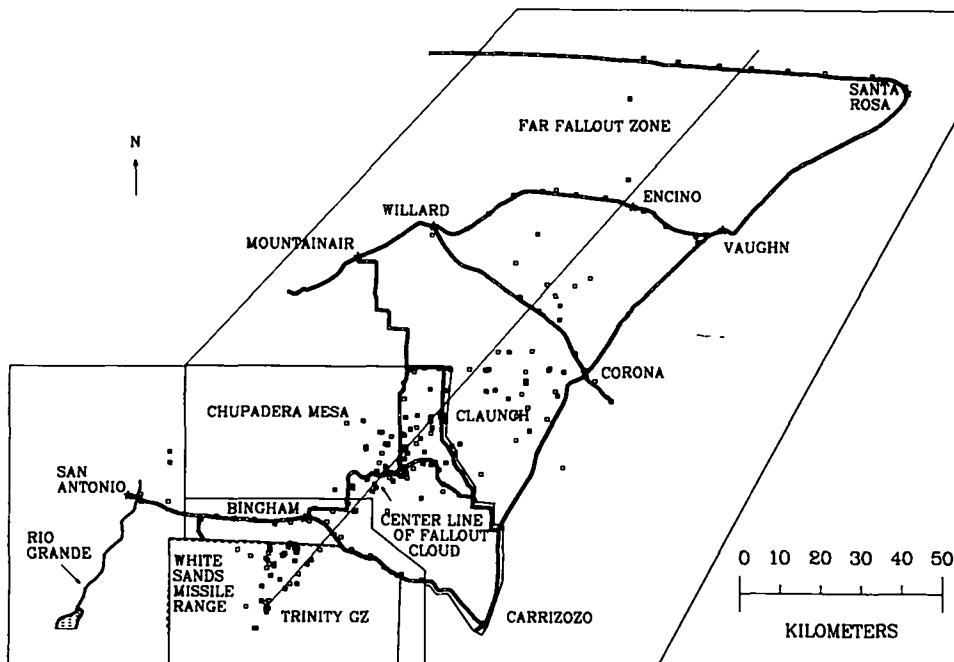 SANTA
ROSA
FAR FALLOUT ZONE
N
ENCINO
WILLARD
MOUNTAINAIR
VAUGHN
CORONA
CHUPADERA MESA
CLAUNCH
SAN
ANTONIO
BINGHAM
CENTER LINE
OF FALLOUT
CLOUD
RIO
GRANDE
WHITE
SANDS
MISSILE
RANGE
TRINITY GZ
CARRIZOZO
0 10 20 30 40 50
KILOMETERS